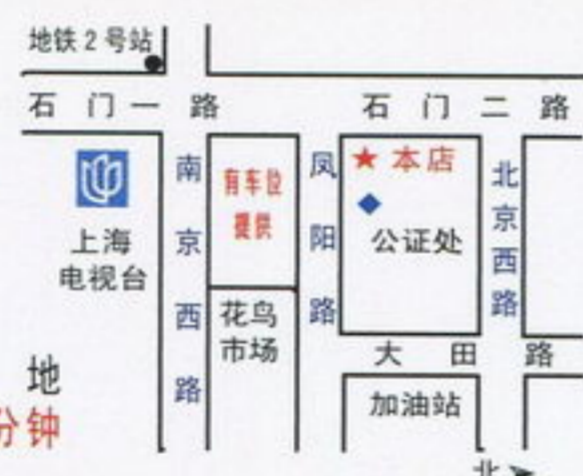 地铁2号站
石门一路
石门二路
南京西路
有车位
提供
凤阳路
★本店
公证处
北京西路
上海
电视台
花鸟
市场
大田路
加油站
地
分钟
北